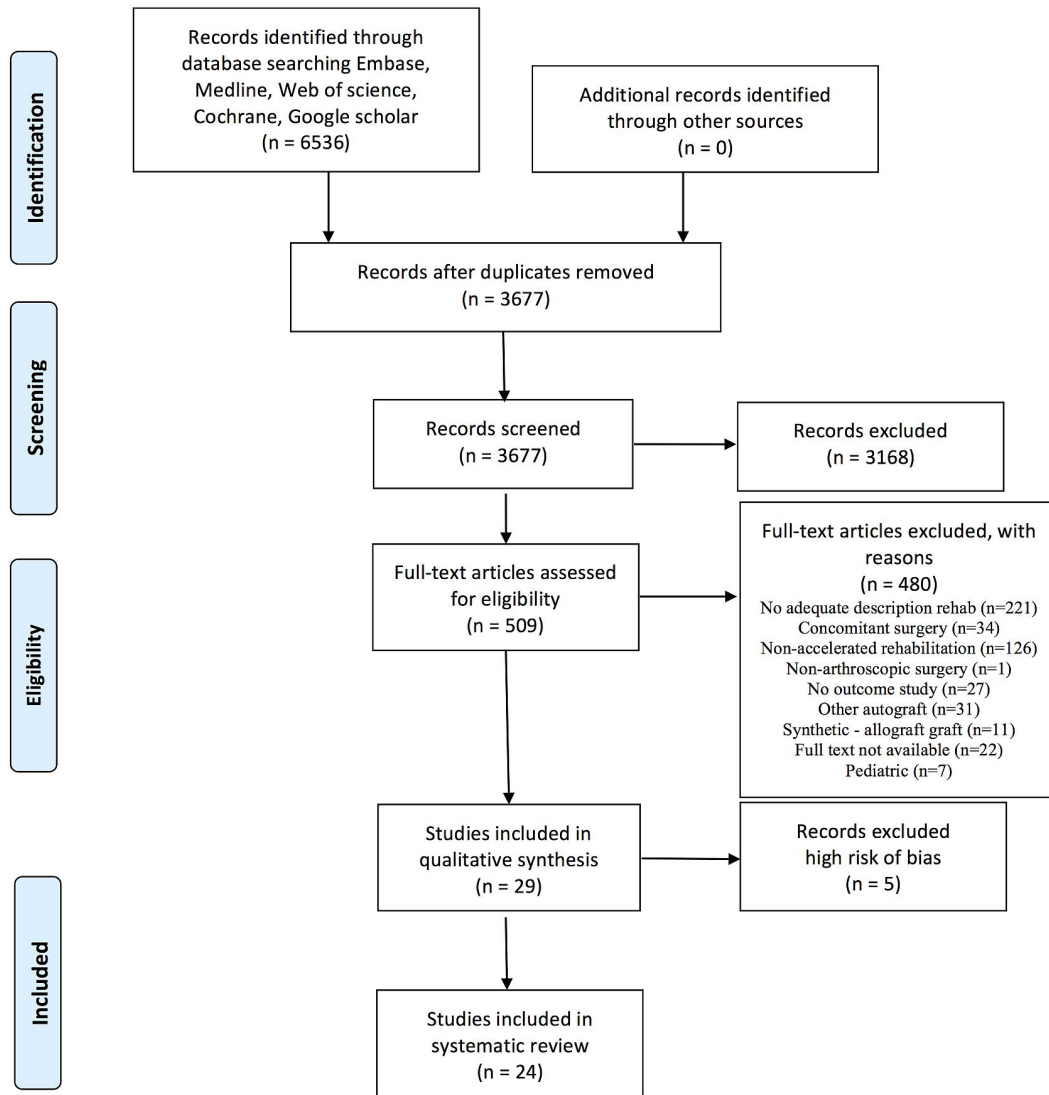 Identification
Records identified through
database searching Embase,
Medline, Web of science,
Cochrane, Google scholar
(n = 6536)
Additional records identified
through other sources
(n = 0)
Records after duplicates removed
(n = 3677)
Screening
Records screened
(n = 3677)
Records excluded
(n = 3168)
Eligibility
Full-text articles assessed
for eligibility
(n = 509)
Full-text articles excluded, with
reasons
(n = 480)
No adequate description rehab (n=221)
Concomitant surgery (n=34)
Non-accelerated rehabilitation (n=126)
Non-arthroscopic surgery (n=1)
No outcome study (n=27)
Other autograft (n=31)
Synthetic - allograft graft (n=11)
Full text not available (n=22)
Pediatric (n=7)
Studies included in
qualitative synthesis
(n = 29)
Records excluded
high risk of bias
(n = 5)
Included
Studies included in
systematic review
(n = 24)